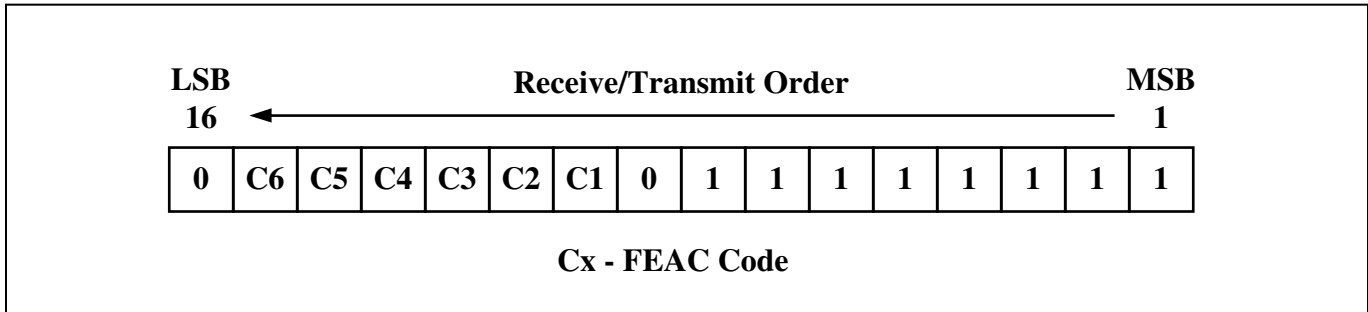 LSB Receive/Transmit Order MSB
16 1
0 C6 C5 C4 C3 C2 C1 0 1 1 1 1 1 1 1 1
Cx - FEAC Code